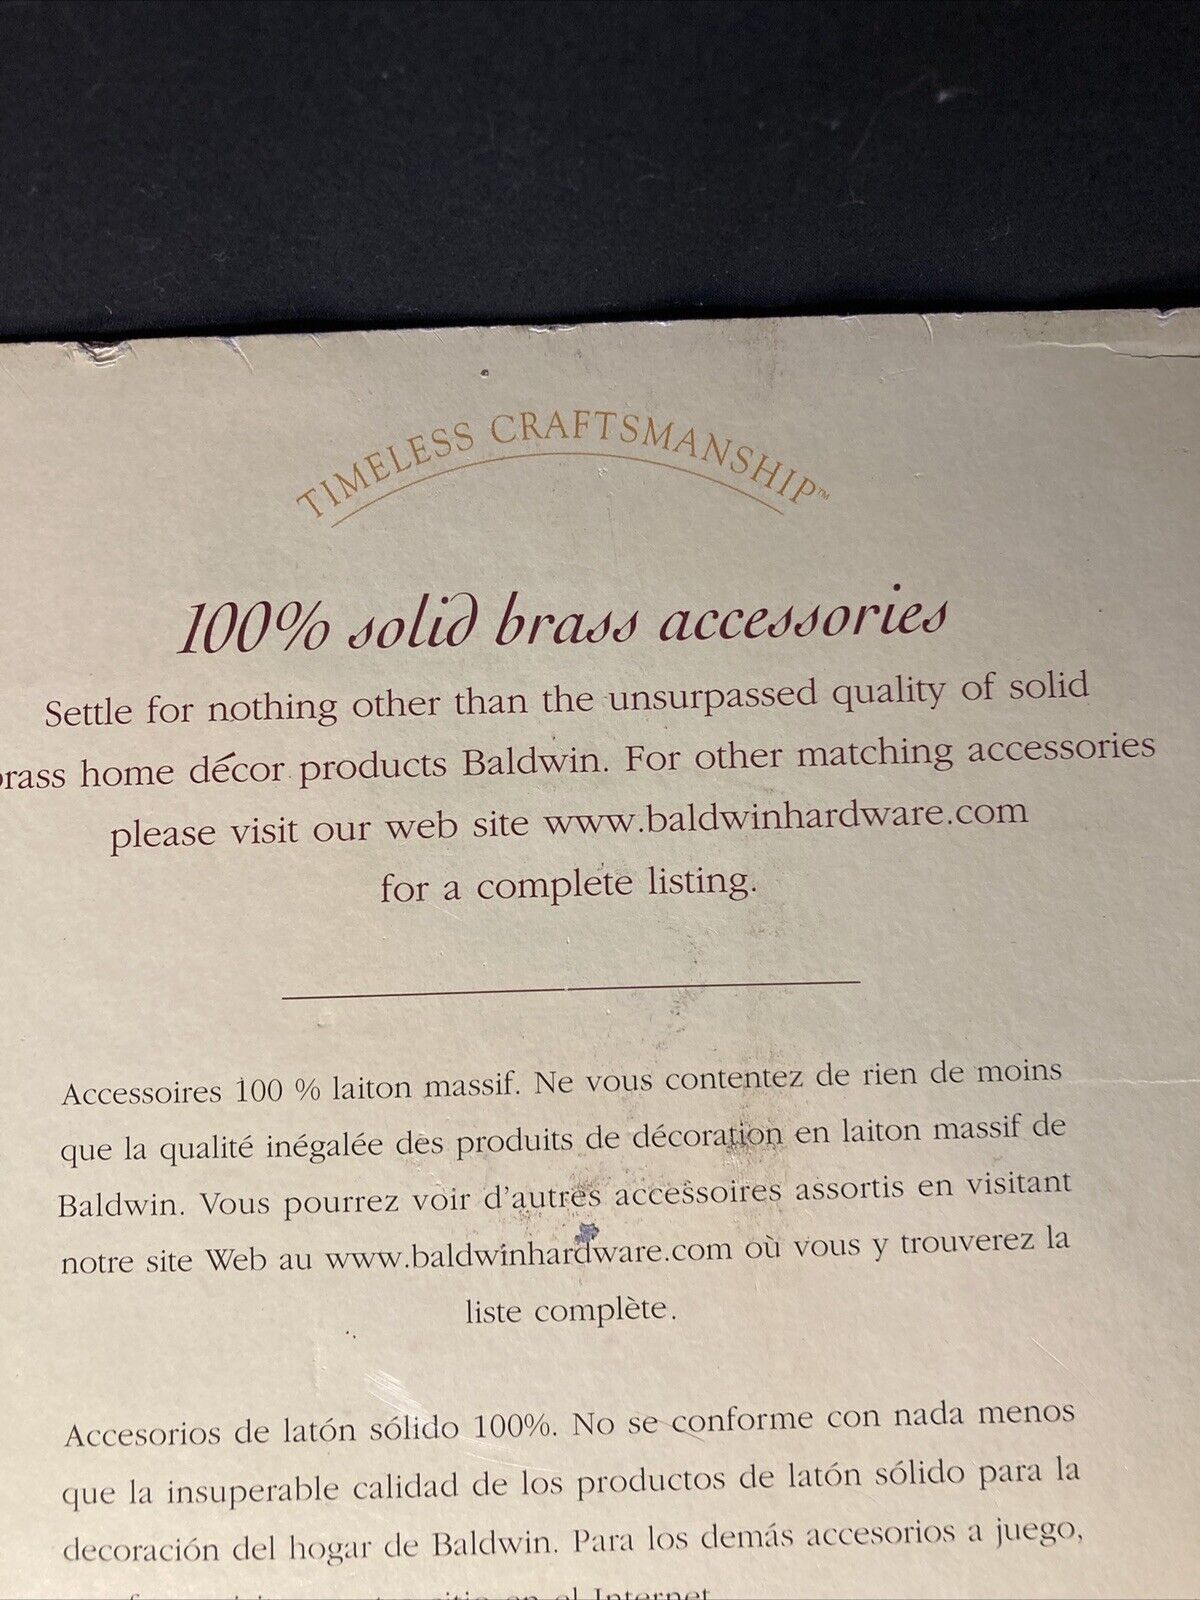 TIMELESS CRAFTSMANSHIP™
100% solid brass accessories
Settle for nothing other than the unsurpassed quality of solid
brass home décor products Baldwin. For other matching accessories
please visit our web site www.baldwinhardware.com
for a complete listing.
Accessoires 100 % laiton massif. Ne vous contentez de rien de moins
que la qualité inégalée des produits de décoration en laiton massif de
Baldwin. Vous pourrez voir d'autres accessoires assortis en visitant
notre site Web au www.baldwinhardware.com où vous y trouverez la
liste complète.
Accesorios de latón sólido 100%. No se conforme con nada menos
que la insuperable calidad de los productos de latón sólido para la
decoración del hogar de Baldwin. Para los demás accesorios a juego,
sitio en el Internet